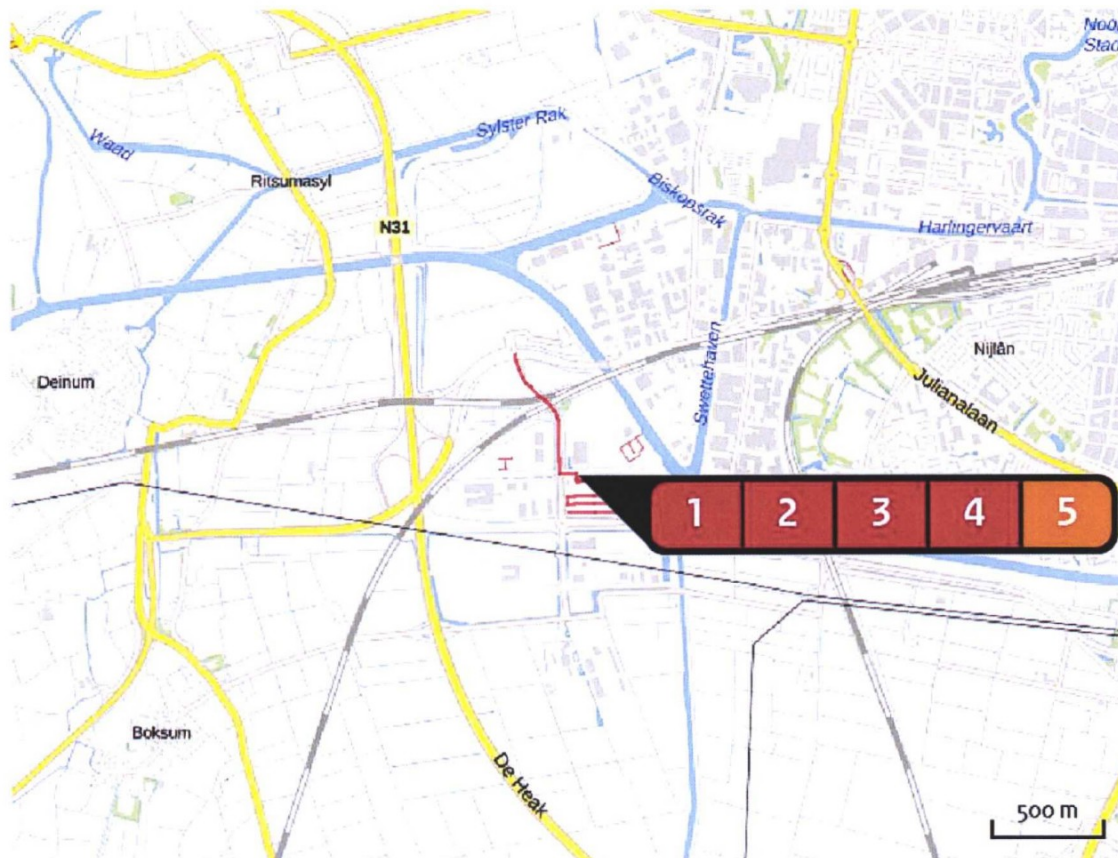 Noor
Stad
Sylster Rak
Waad
Ritsumasyl
Biskopsrak
N31
Harlingervaart
Swettehaven
Deinum
Nijlân
Julianalaan
1 2 3 4 5
Boksum
De Heak
500 m